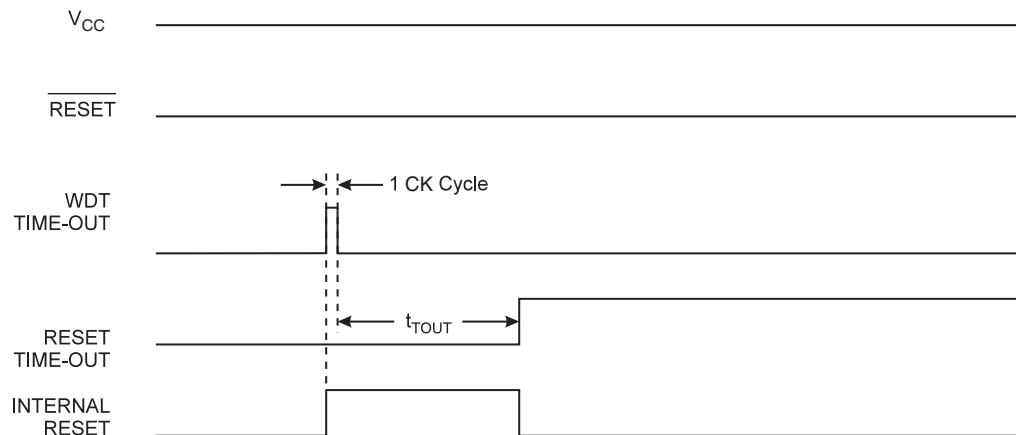 VCC
RESET
1 CK Cycle
WDT
TIME-OUT
tTOUT
RESET
TIME-OUT
INTERNAL
RESET